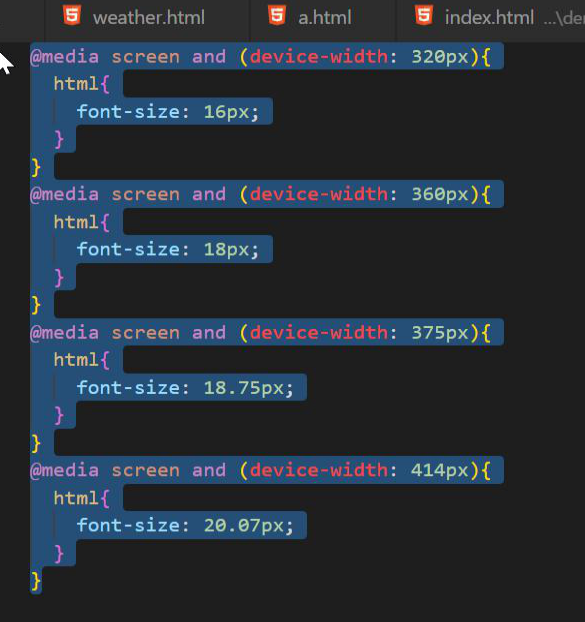 weather.html a.html index.html ...\de
@media screen and (device-width: 320px){
html{
font-size: 16px;
}
}
@media screen and (device-width: 360px){
html{
font-size: 18px;
}
}
@media screen and (device-width: 375px){
html{
font-size: 18.75px;
}
}
@media screen and (device-width: 414px){
html{
font-size: 20.07px;
}
}